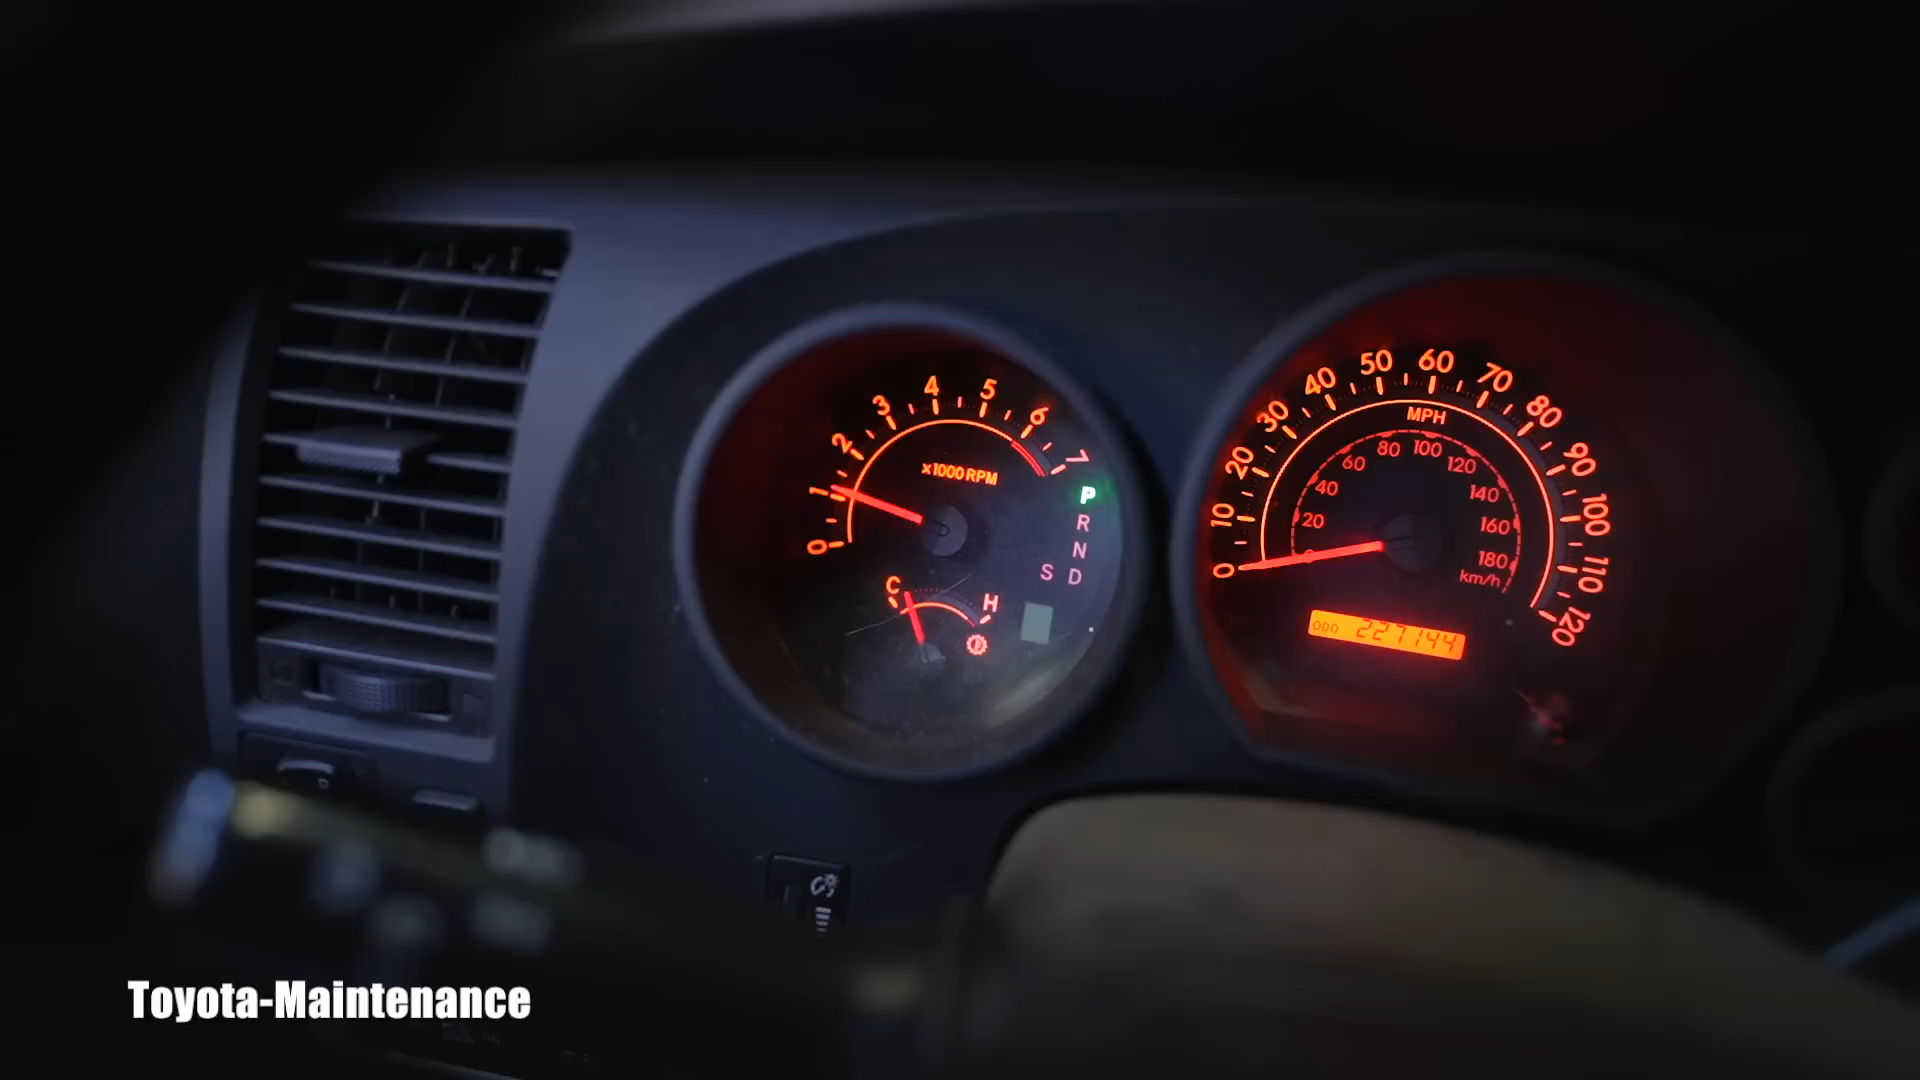 0 1 2 3 4 5 6 7
x1000 RPM
P
R
N
S D
C H
0 10 20 30 40 50 60 70 80 90 100 110 120
MPH
20 40 60 80 100 120 140 160 180
km/h
ODO 227144
Toyota-Maintenance